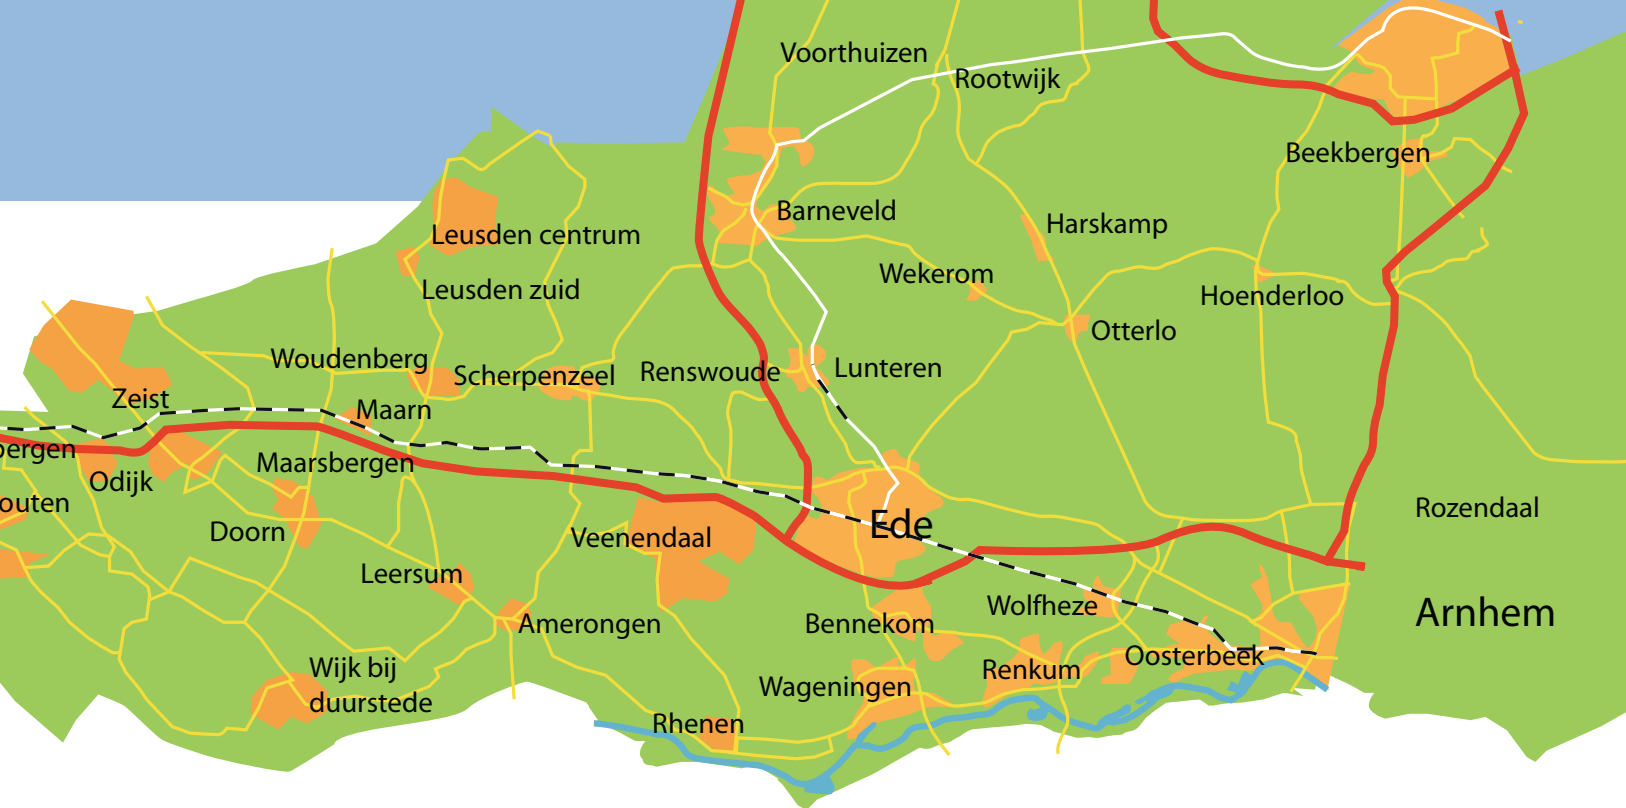 Voorthuizen
Rootwijk
Beekbergen
Barneveld
Harskamp
Leusden centrum
Wekerom
Leusden zuid
Hoenderloo
Otterlo
Woudenberg
Scherpenzeel
Renswoude
Lunteren
Zeist
Maarn
bergen
Maarsbergen
Odijk
outen
Rozendaal
Doorn
Ede
Veenendaal
Leersum
Wolfheze
Arnhem
Amerongen
Bennekom
Oosterbeek
Wijk bij
duurstede
Renkum
Wageningen
Rhenen